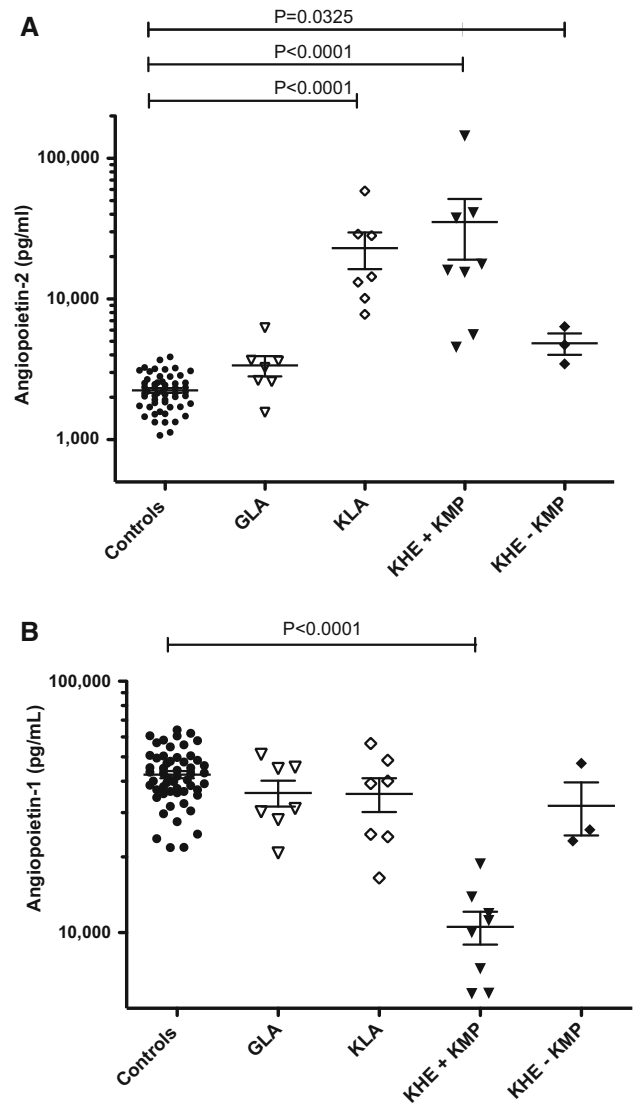 A
P=0.0325
P<0.0001
P<0.0001
Angiopoietin-2 (pg/ml)
100,000
10,000
1,000
Controls
GLA
KLA
KHE + KMP
KHE - KMP
B
P<0.0001
Angiopoietin-1 (pg/mL)
100,000
10,000
Controls
GLA
KLA
KHE + KMP
KHE - KMP